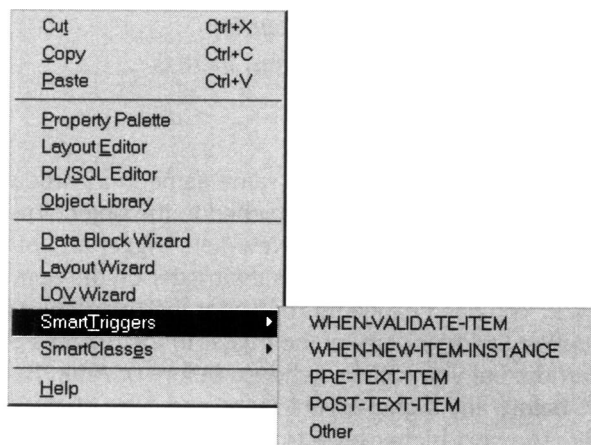 Cut Ctrl+X
Copy Ctrl+C
Paste Ctrl+V
Property Palette
Layout Editor
PL/SQL Editor
Object Library
Data Block Wizard
Layout Wizard
LOV Wizard
SmartTriggers
SmartClasses
Help
WHEN-VALIDATE-ITEM
WHEN-NEW-ITEM-INSTANCE
PRE-TEXT-ITEM
POST-TEXT-ITEM
Other